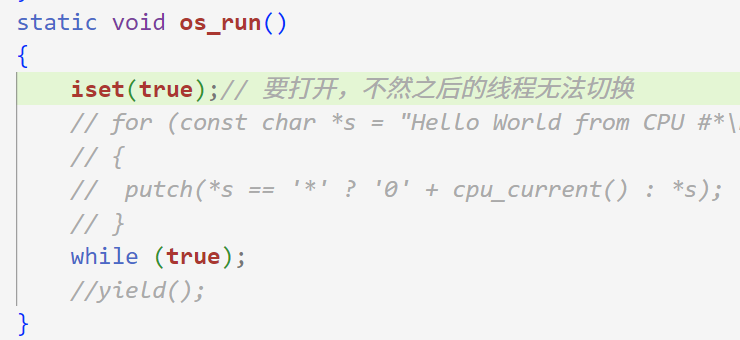 static void os_run()
{
iset(true);// 要打开，不然之后的线程无法切换
// for (const char *s = "Hello World from CPU #*\
// {
//  putch(*s == '*' ? '0' + cpu_current() : *s);
// }
while (true);
//yield();
}